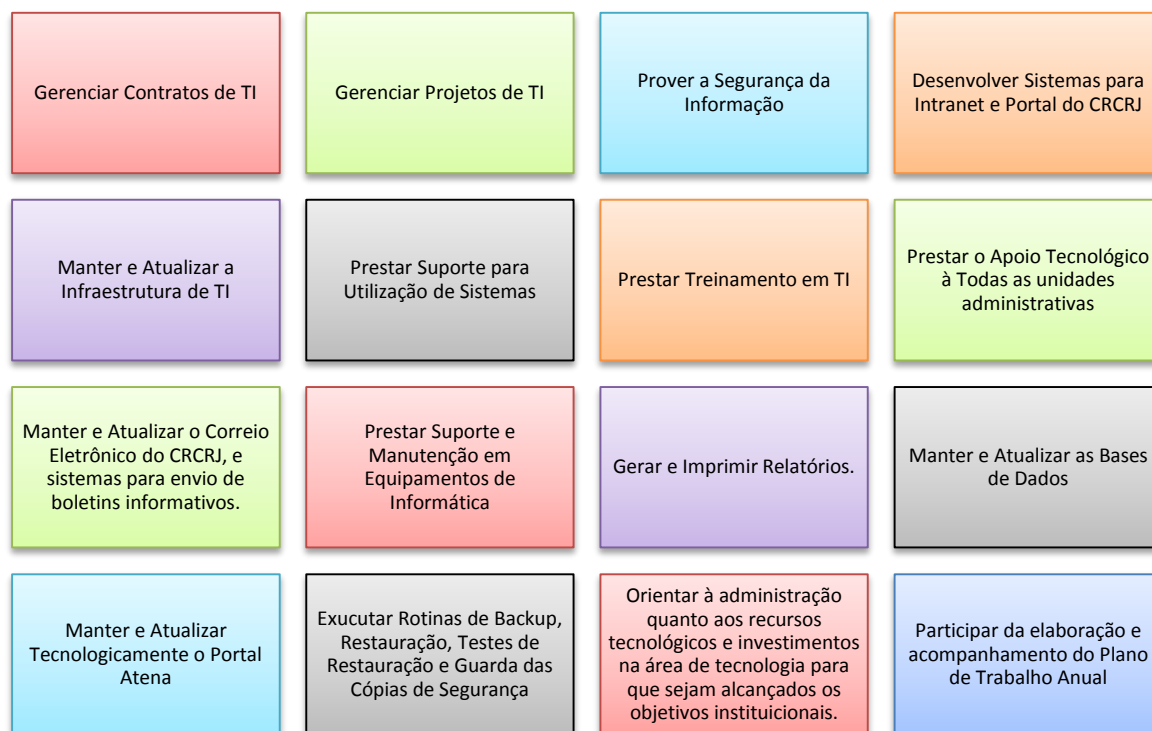 Gerenciar Contratos de TI
Gerenciar Projetos de TI
Prover a Segurança da
Informação
Desenvolver Sistemas para
Intranet e Portal do CRCRJ
Manter e Atualizar a
Infraestrutura de TI
Prestar Suporte para
Utilização de Sistemas
Prestar Treinamento em TI
Prestar o Apoio Tecnológico
à Todas as unidades
administrativas
Manter e Atualizar o Correio
Eletrônico do CRCRJ, e
sistemas para envio de
boletins informativos.
Prestar Suporte e
Manutenção em
Equipamentos de
Informática
Gerar e Imprimir Relatórios.
Manter e Atualizar as Bases
de Dados
Manter e Atualizar
Tecnologicamente o Portal
Atena
Exucutar Rotinas de Backup,
Restauração, Testes de
Restauração e Guarda das
Cópias de Segurança
Orientar à administração
quanto aos recursos
tecnológicos e investimentos
na área de tecnologia para
que sejam alcançados os
objetivos instituicionais.
Participar da elaboração e
acompanhamento do Plano
de Trabalho Anual